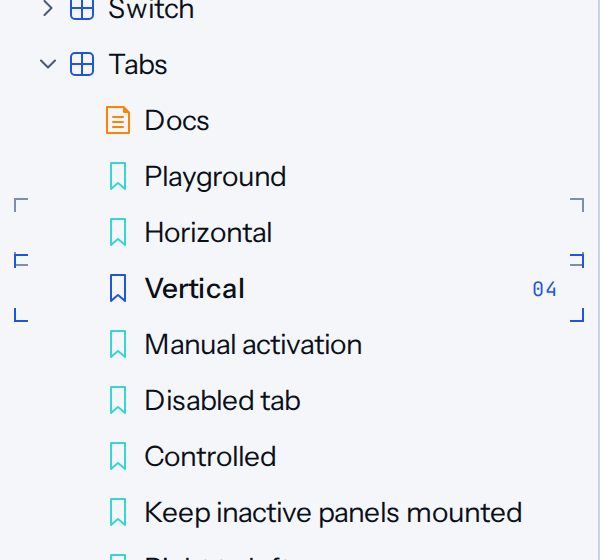 Switch
Tabs
Docs
Playground
Horizontal
Vertical 04
Manual activation
Disabled tab
Controlled
Keep inactive panels mounted